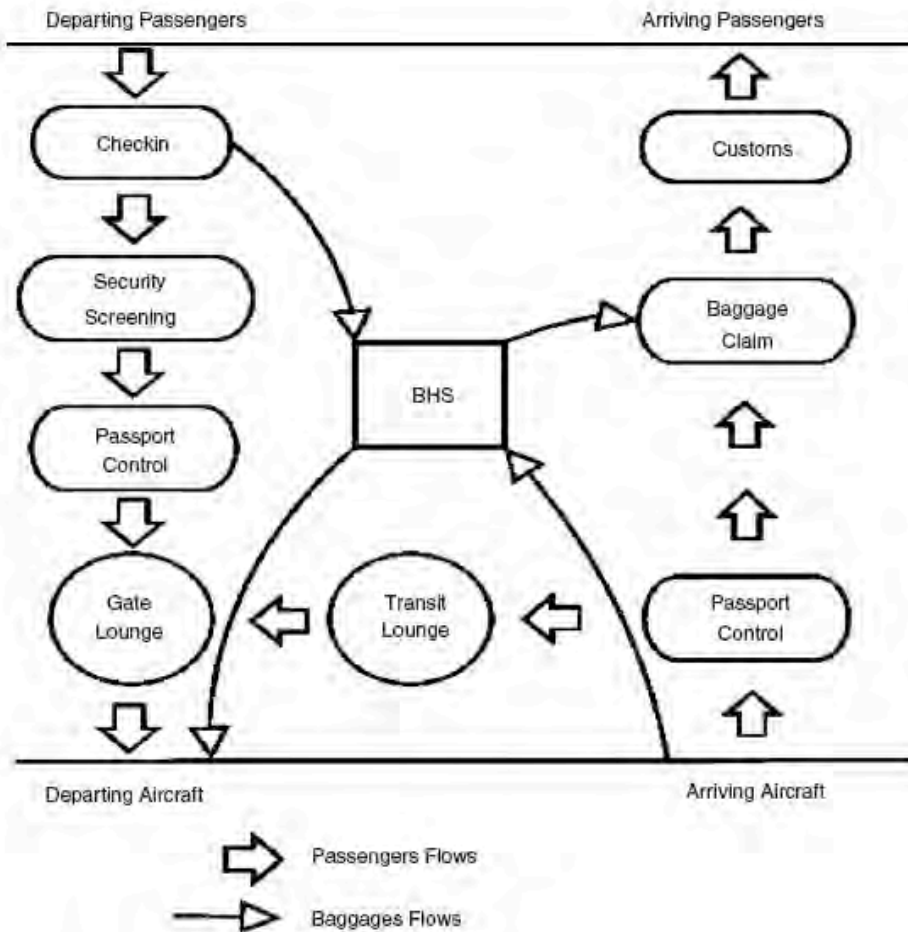 Departing Passengers
Arriving Passengers
Checkin
Customs
Security
Screening
Baggage
Claim
BHS
Passport
Control
Gate
Lounge
Transit
Lounge
Passport
Control
Departing Aircraft
Arriving Aircraft
Passengers Flows
Baggages Flows